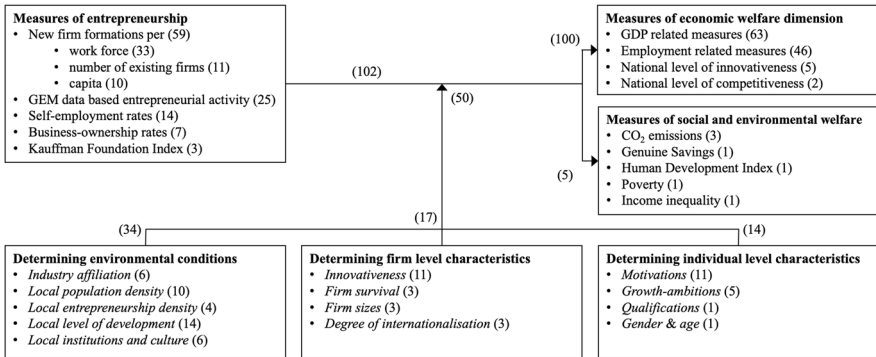 Measures of entrepreneurship
• New firm formations per (59)
• work force (33)
• number of existing firms (11)
• capita (10)
• GEM data based entrepreneurial activity (25)
• Self-employment rates (14)
• Business-ownership rates (7)
• Kauffman Foundation Index (3)
(102)
(50)
(100)
(5)
Measures of economic welfare dimension
• GDP related measures (63)
• Employment related measures (46)
• National level of innovativeness (5)
• National level of competitiveness (2)
Measures of social and environmental welfare
• CO₂ emissions (3)
• Genuine Savings (1)
• Human Development Index (1)
• Poverty (1)
• Income inequality (1)
(34)
(17)
(14)
Determining environmental conditions
• Industry affiliation (6)
• Local population density (10)
• Local entrepreneurship density (4)
• Local level of development (14)
• Local institutions and culture (6)
Determining firm level characteristics
• Innovativeness (11)
• Firm survival (3)
• Firm sizes (3)
• Degree of internationalisation (3)
Determining individual level characteristics
• Motivations (11)
• Growth-ambitions (5)
• Qualifications (1)
• Gender & age (1)